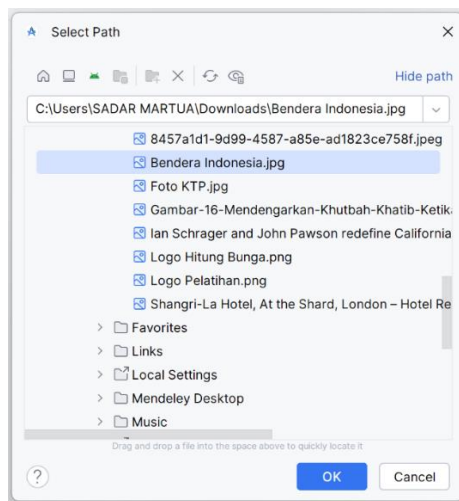 Select Path
Hide path
C:\Users\SADAR MARTUA\Downloads\Bendera Indonesia.jpg
8457a1d1-9d99-4587-a85e-ad1823ce758f.jpeg
Bendera Indonesia.jpg
Foto KTP.jpg
Gambar-16-Mendengarkan-Khutbah-Khatib-Ketika
Ian Schrager and John Pawson redefine California
Logo Hitung Bunga.png
Logo Pelatihan.png
Shangri-La Hotel, At the Shard, London – Hotel Re
Favorites
Links
Local Settings
Mendeley Desktop
Music
Drag and drop a file into the space above to quickly locate it
? OK Cancel